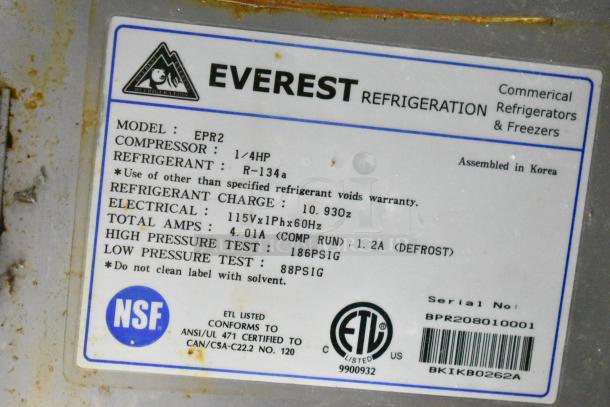 EVEREST REFRIGERATION
Commerical
Refrigerators
& Freezers
MODEL : EPR2
COMPRESSOR : 1/4HP
REFRIGERANT : R-134a
Assembled in Korea
*Use of other than specified refrigerant voids warranty.
REFRIGERANT CHARGE : 10.93Oz
ELECTRICAL : 115Vx1Phx60Hz
TOTAL AMPS : 4.01A <COMP RUN>, 1.2A <DEFROST>
HIGH PRESSURE TEST : 186PSIG
LOW PRESSURE TEST : 88PSIG
*Do not clean label with solvent.
NSF
ETL LISTED
CONFORMS TO
ANSI/UL 471 CERTIFIED TO
CAN/CSA-C22.2 NO. 120
C ETL US
LISTED
9900932
Serial No:
BPR208010001
BKIKB0262A